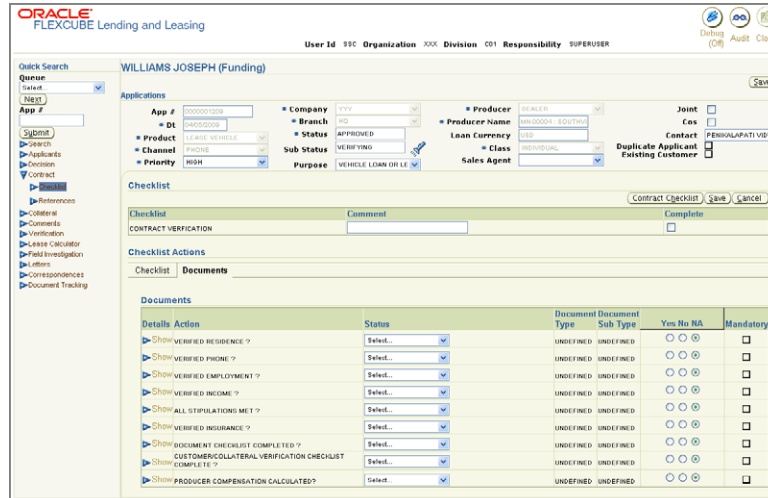 ORACLE
FLEXCUBE Lending and Leasing
Debug (Off) Audit
User Id SSC Organization XXX Division C01 Responsibility SUPERUSER
Quick Search
Queue
Select...
Next
App #
Submit
Search
Applicants
Decision
Contract
Checklist
References
Collateral
Comments
Verification
Lease Calculator
Field Investigation
Letters
Correspondences
Document Tracking
WILLIAMS JOSEPH (Funding)
Save
Applications
App # 0000001209 Company YYY Producer DEALER Joint
Dt 04/05/2009 Branch HQ Producer Name Cos
Product LEASE VEHICLE Status APPROVED Loan Currency USD Contact
Channel PHONE Sub Status VERIFYING Class INDIVIDUAL Duplicate Applicant
Priority HIGH Purpose VEHICLE LOAN OR LE Sales Agent Existing Customer
Checklist
Contract Checklist Save Cancel
Checklist Comment Complete
CONTRACT VERFICATION
Checklist Actions
Checklist Documents
Documents
Details Action Status Document Type Document Sub Type Yes No NA Mandatory
Show VERIFIED RESIDENCE ? Select... UNDEFINED UNDEFINED
Show VERIFIED PHONE ? Select... UNDEFINED UNDEFINED
Show VERIFIED EMPLOYMENT ? Select... UNDEFINED UNDEFINED
Show VERIFIED INCOME ? Select... UNDEFINED UNDEFINED
Show ALL STIPULATIONS MET ? Select... UNDEFINED UNDEFINED
Show VERIFIED INSURANCE ? Select... UNDEFINED UNDEFINED
Show DOCUMENT CHECKLIST COMPLETED ? Select... UNDEFINED UNDEFINED
Show CUSTOMER/COLLATERAL VERIFICATION CHECKLIST COMPLETE ? Select... UNDEFINED UNDEFINED
Show PRODUCER COMPENSATION CALCULATED? Select... UNDEFINED UNDEFINED